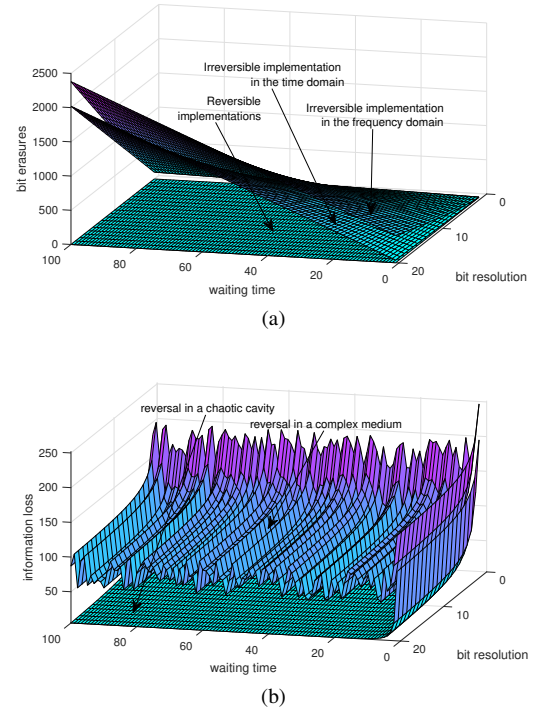 Irreversible implementation
in the time domain
Reversible
implementations
Irreversible implementation
in the frequency domain
2500
2000
1500
1000
500
0
bit erasures
100
80
60
40
20
0
waiting time
0
10
20
bit resolution
(a)
reversal in a chaotic cavity
reversal in a complex medium
250
200
150
100
50
information loss
100
80
60
40
20
0
waiting time
0
10
20
bit resolution
(b)